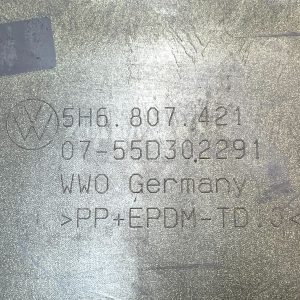 5H6.807.421
07-55D302291
WWO Germany
>PP+EPDM-TD.